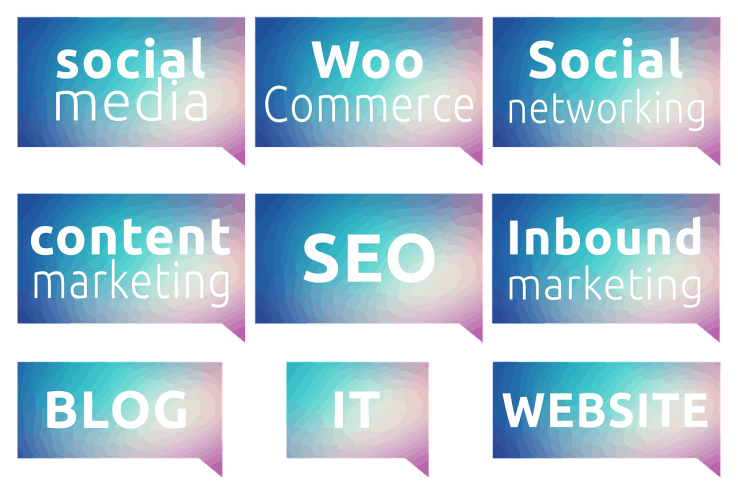 social
media
Woo
Commerce
Social
networking
content
marketing
SEO
Inbound
marketing
BLOG
IT
WEBSITE